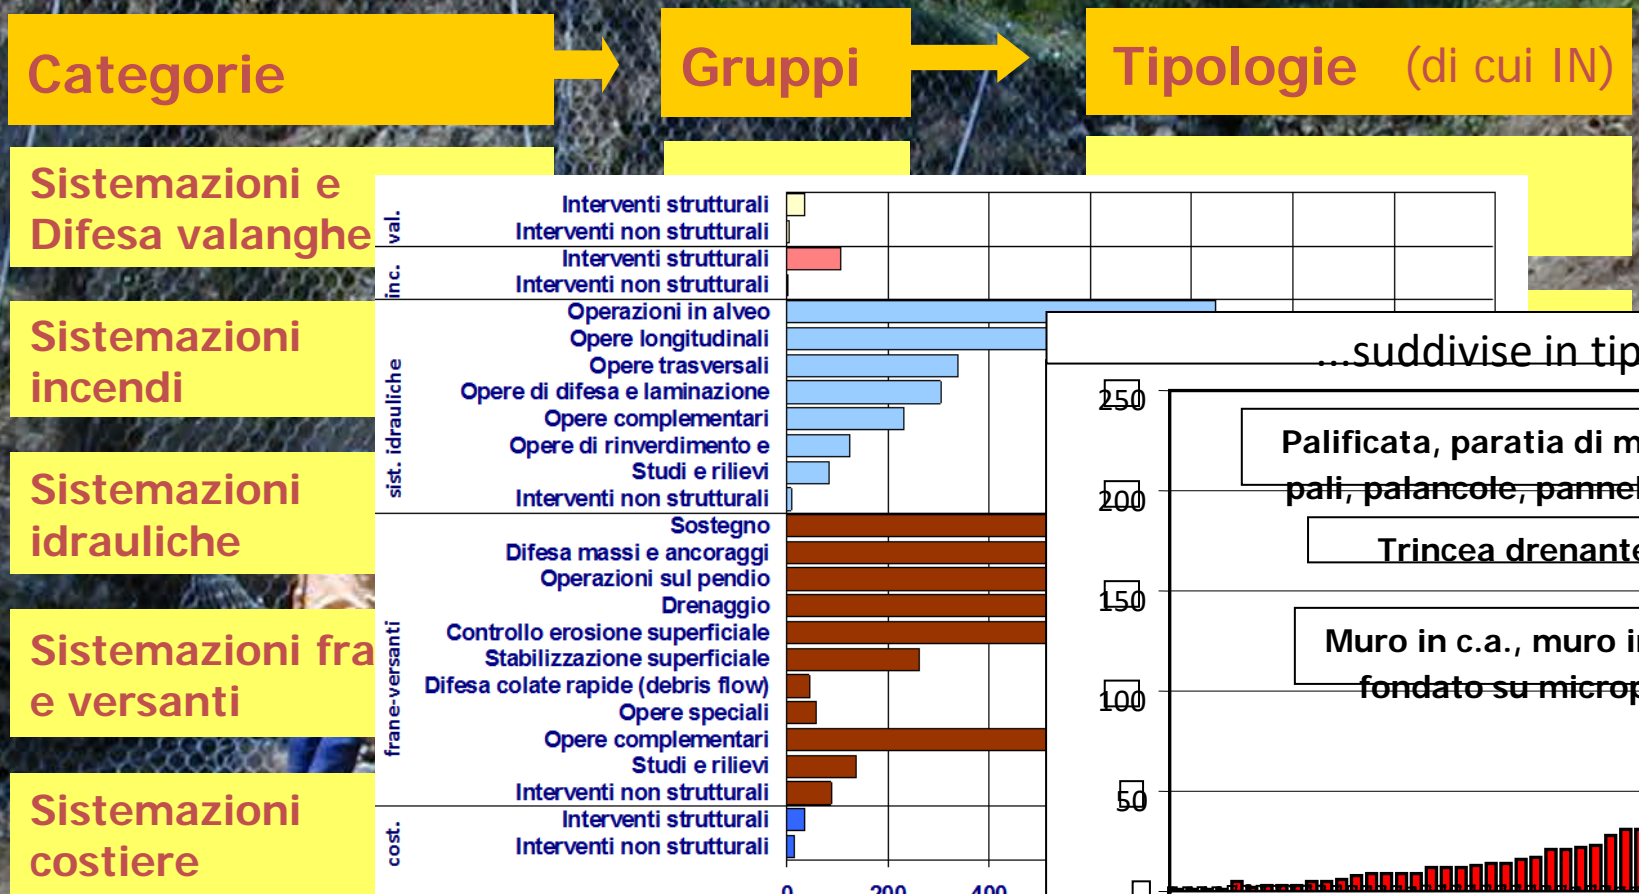 Categorie
Gruppi
Tipologie (di cui IN)
Sistemazioni e
Difesa valanghe
Sistemazioni
incendi
Sistemazioni
idrauliche
Sistemazioni fra
e versanti
Sistemazioni
costiere
val.
Interventi strutturali
Interventi non strutturali
inc.
Interventi strutturali
Interventi non strutturali
sist. idrauliche
Operazioni in alveo
Opere longitudinali
Opere trasversali
Opere di difesa e laminazione
Opere complementari
Opere di rinverdimento e
Studi e rilievi
Interventi non strutturali
frane-versanti
Sostegno
Difesa massi e ancoraggi
Operazioni sul pendio
Drenaggio
Controllo erosione superficiale
Stabilizzazione superficiale
Difesa colate rapide (debris flow)
Opere speciali
Opere complementari
Studi e rilievi
Interventi non strutturali
cost.
Interventi strutturali
Interventi non strutturali
0 200 400
...suddivise in tip
250
200
150
100
50
Palificata, paratia di m
pali, palancole, pannel
Trincea drenante
Muro in c.a., muro in
fondato su microp